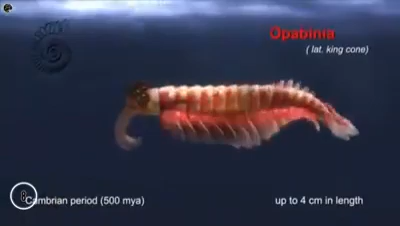 Opabinia
( lat. king cone)
Cambrian period (500 mya)
up to 4 cm in length